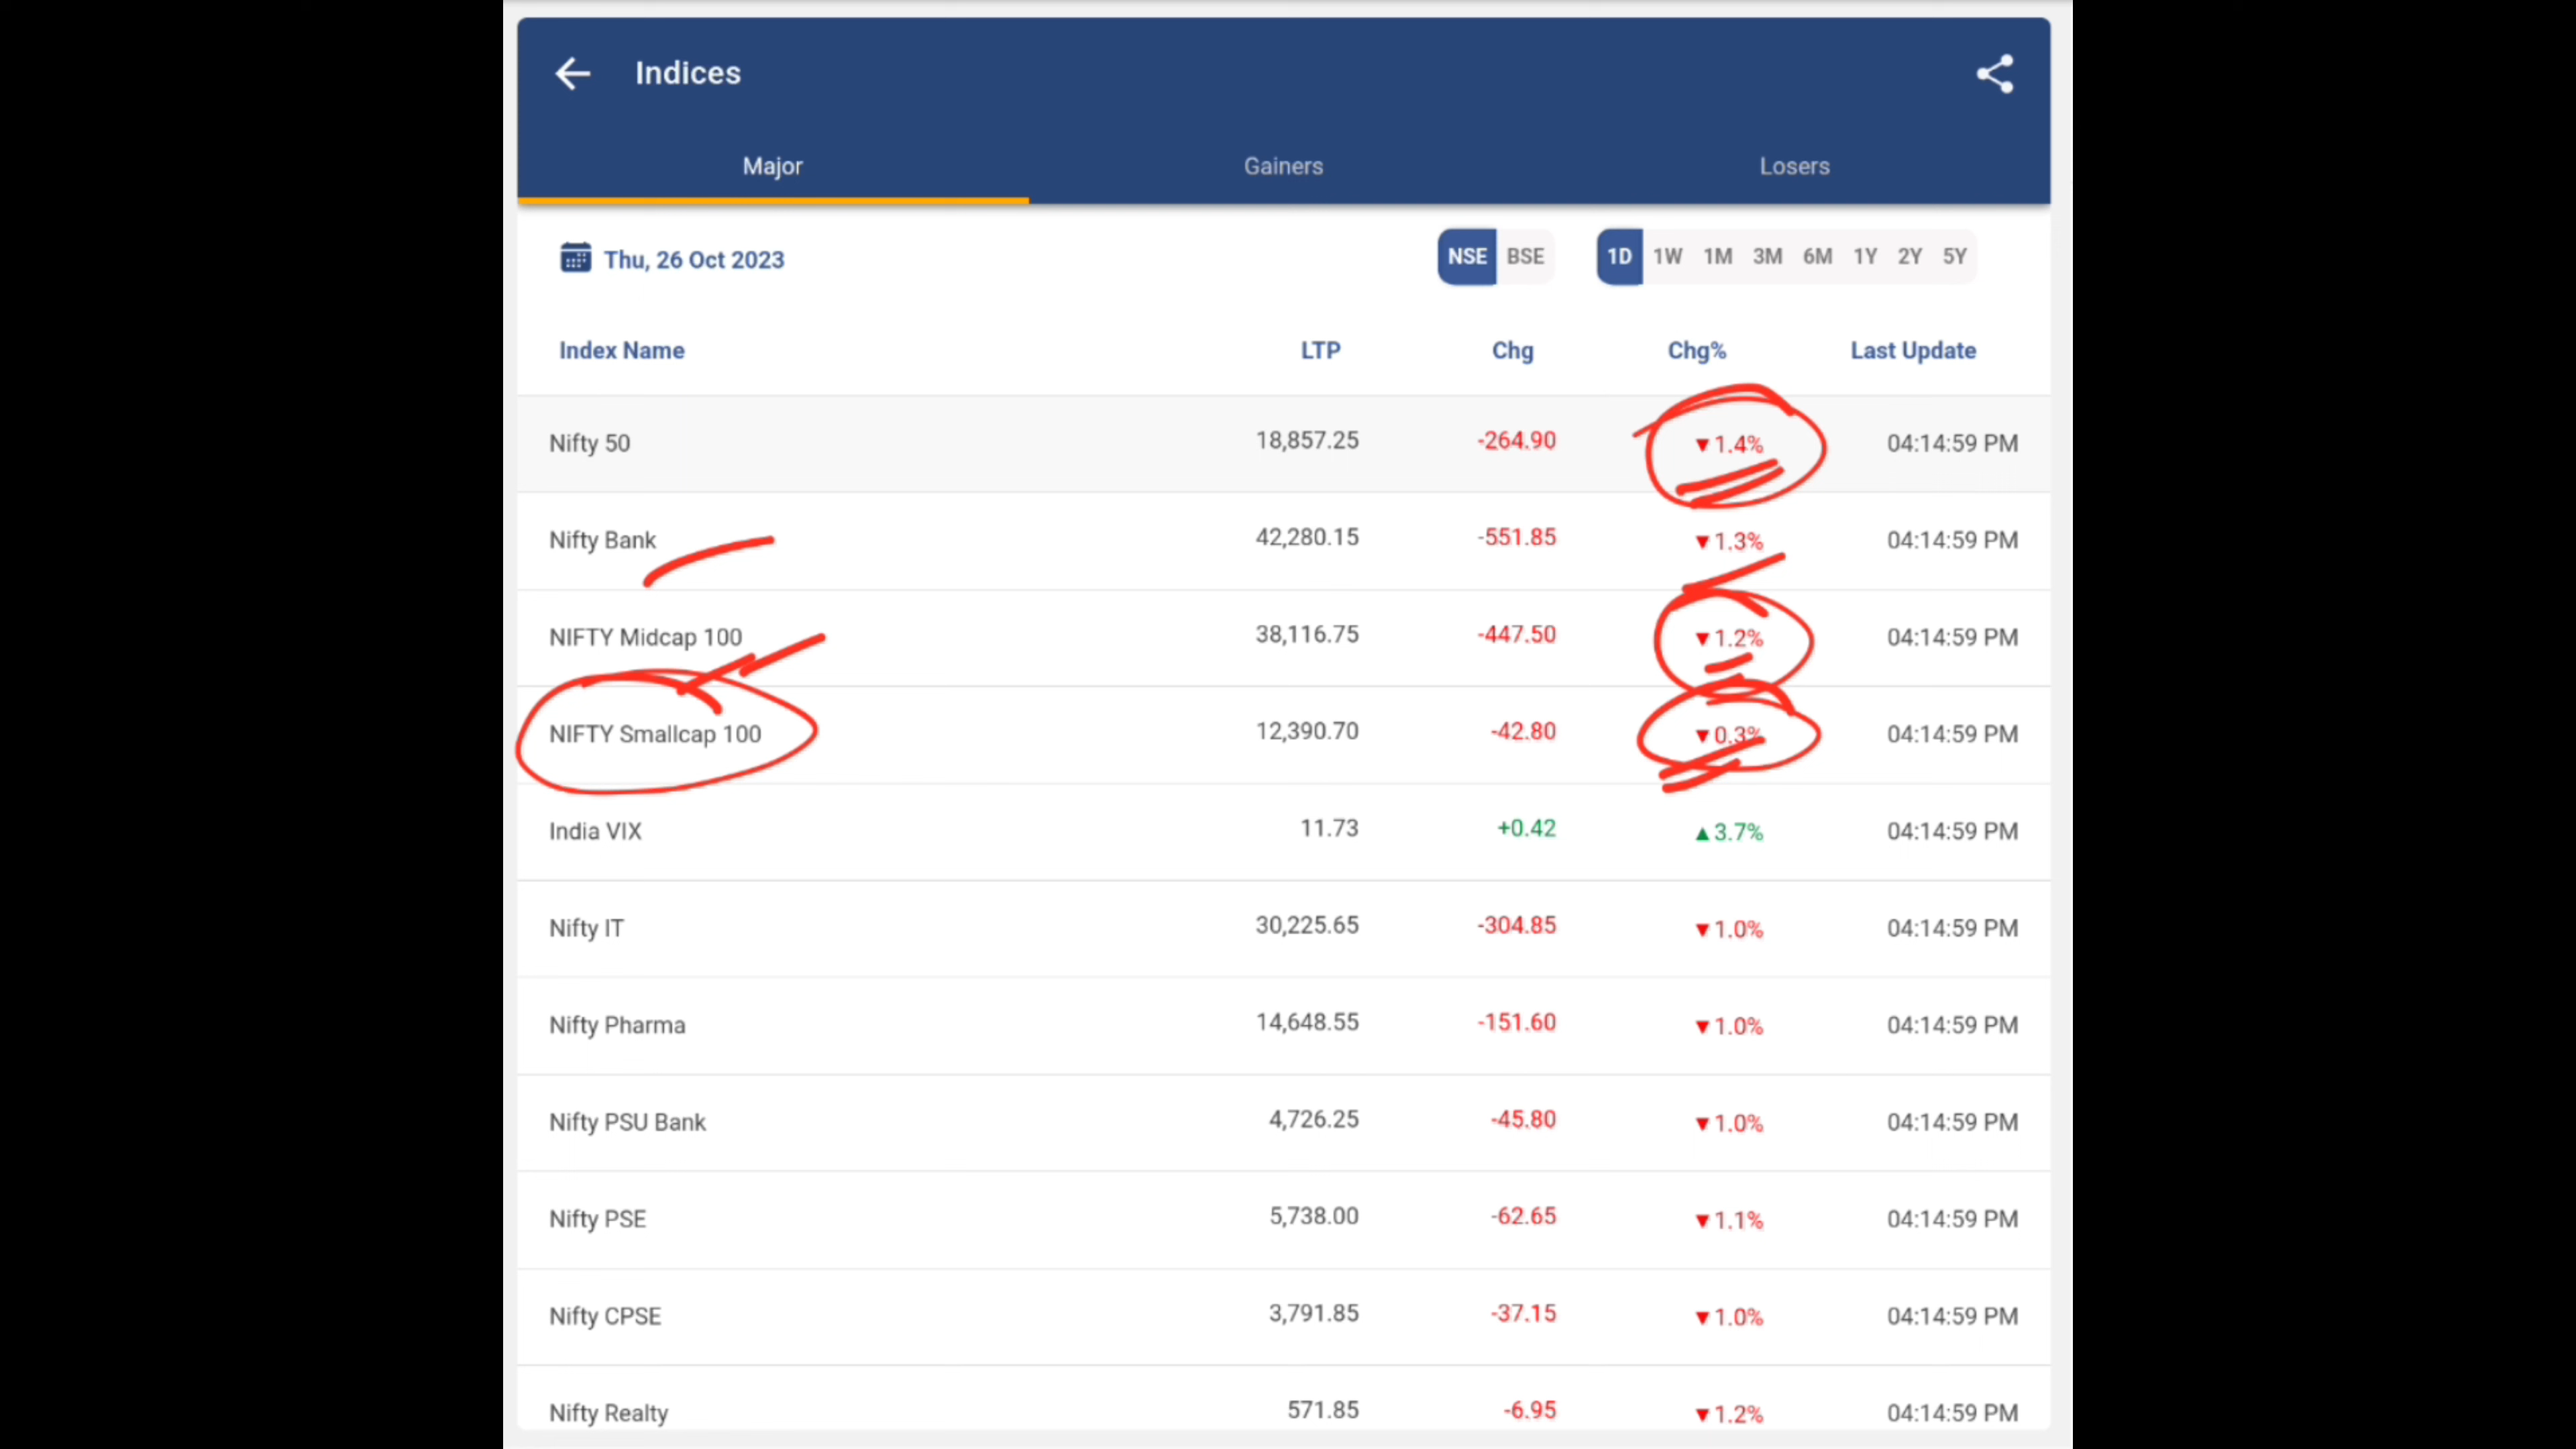 Indices
Major Gainers Losers
Thu, 26 Oct 2023 NSE BSE 1D 1W 1M 3M 6M 1Y 2Y 5Y
Index Name LTP Chg Chg% Last Update
Nifty 50 18,857.25 -264.90 ▼1.4% 04:14:59 PM
Nifty Bank 42,280.15 -551.85 ▼1.3% 04:14:59 PM
NIFTY Midcap 100 38,116.75 -447.50 ▼1.2% 04:14:59 PM
NIFTY Smallcap 100 12,390.70 -42.80 ▼0.3% 04:14:59 PM
India VIX 11.73 +0.42 ▲3.7% 04:14:59 PM
Nifty IT 30,225.65 -304.85 ▼1.0% 04:14:59 PM
Nifty Pharma 14,648.55 -151.60 ▼1.0% 04:14:59 PM
Nifty PSU Bank 4,726.25 -45.80 ▼1.0% 04:14:59 PM
Nifty PSE 5,738.00 -62.65 ▼1.1% 04:14:59 PM
Nifty CPSE 3,791.85 -37.15 ▼1.0% 04:14:59 PM
Nifty Realty 571.85 -6.95 ▼1.2% 04:14:59 PM